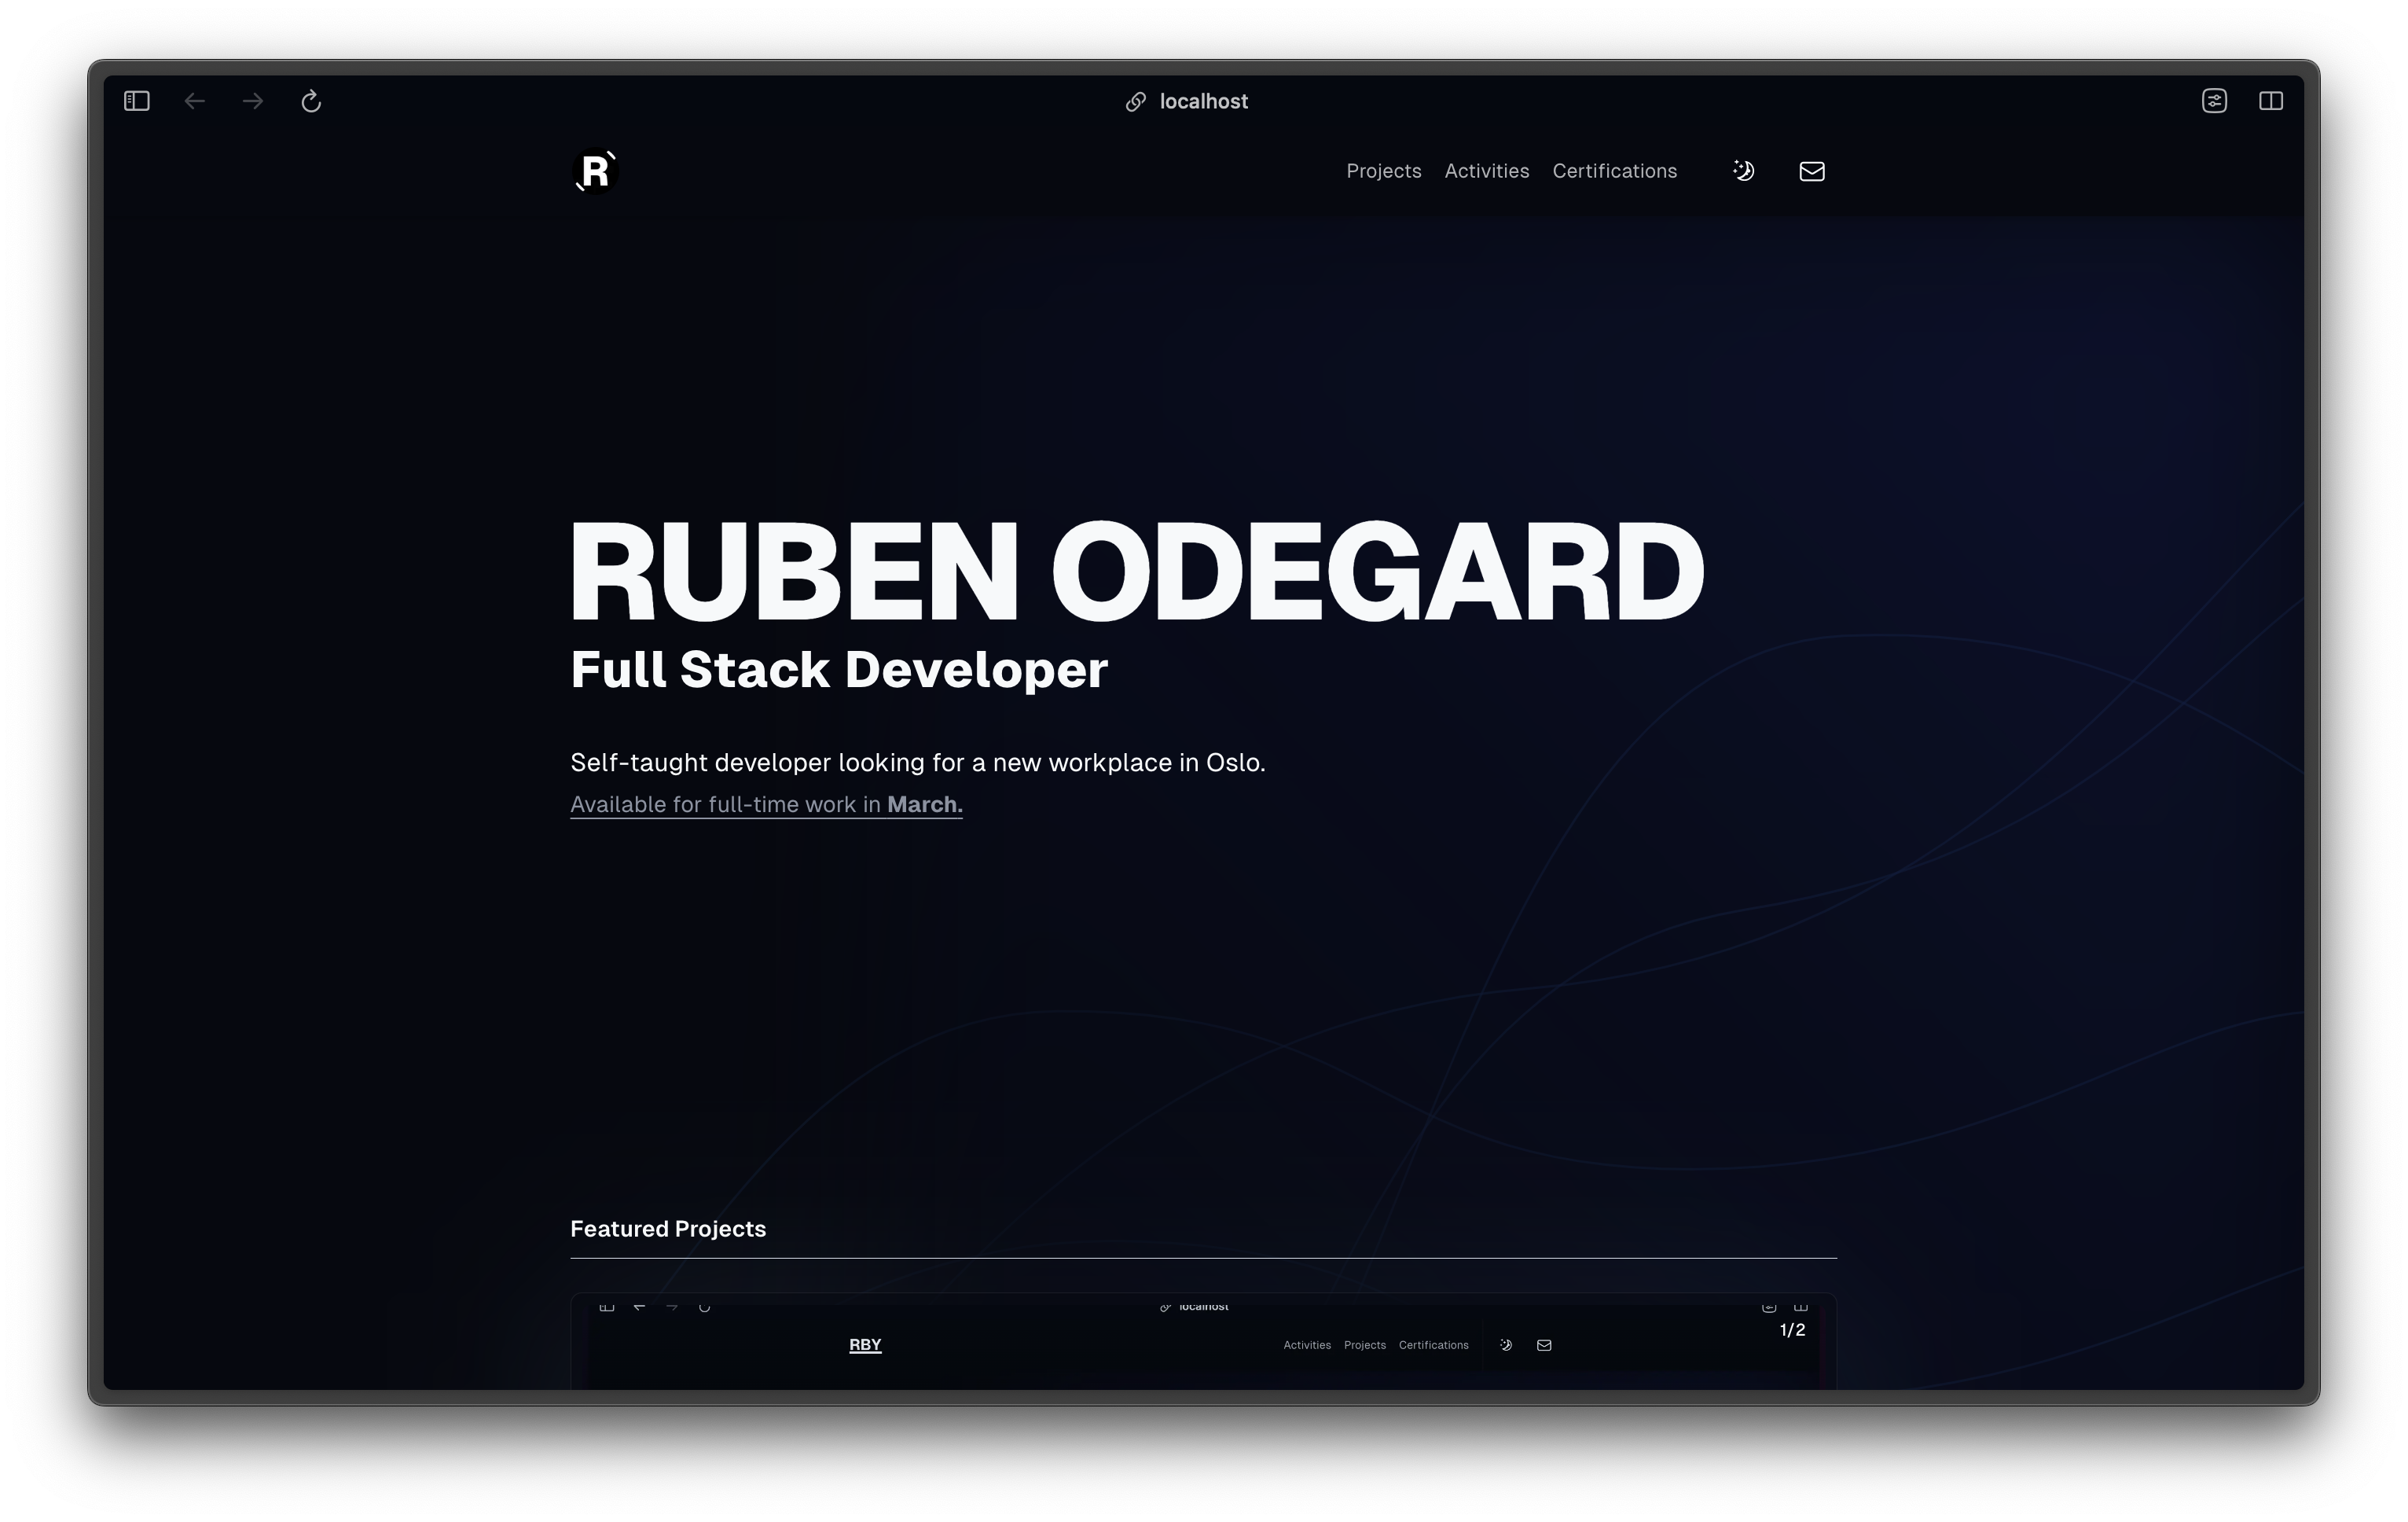 localhost
R
Projects Activities Certifications
RUBEN ODEGARD
Full Stack Developer
Self-taught developer looking for a new workplace in Oslo.
Available for full-time work in March.
Featured Projects
localhost
1/2
RBY
Activities Projects Certifications